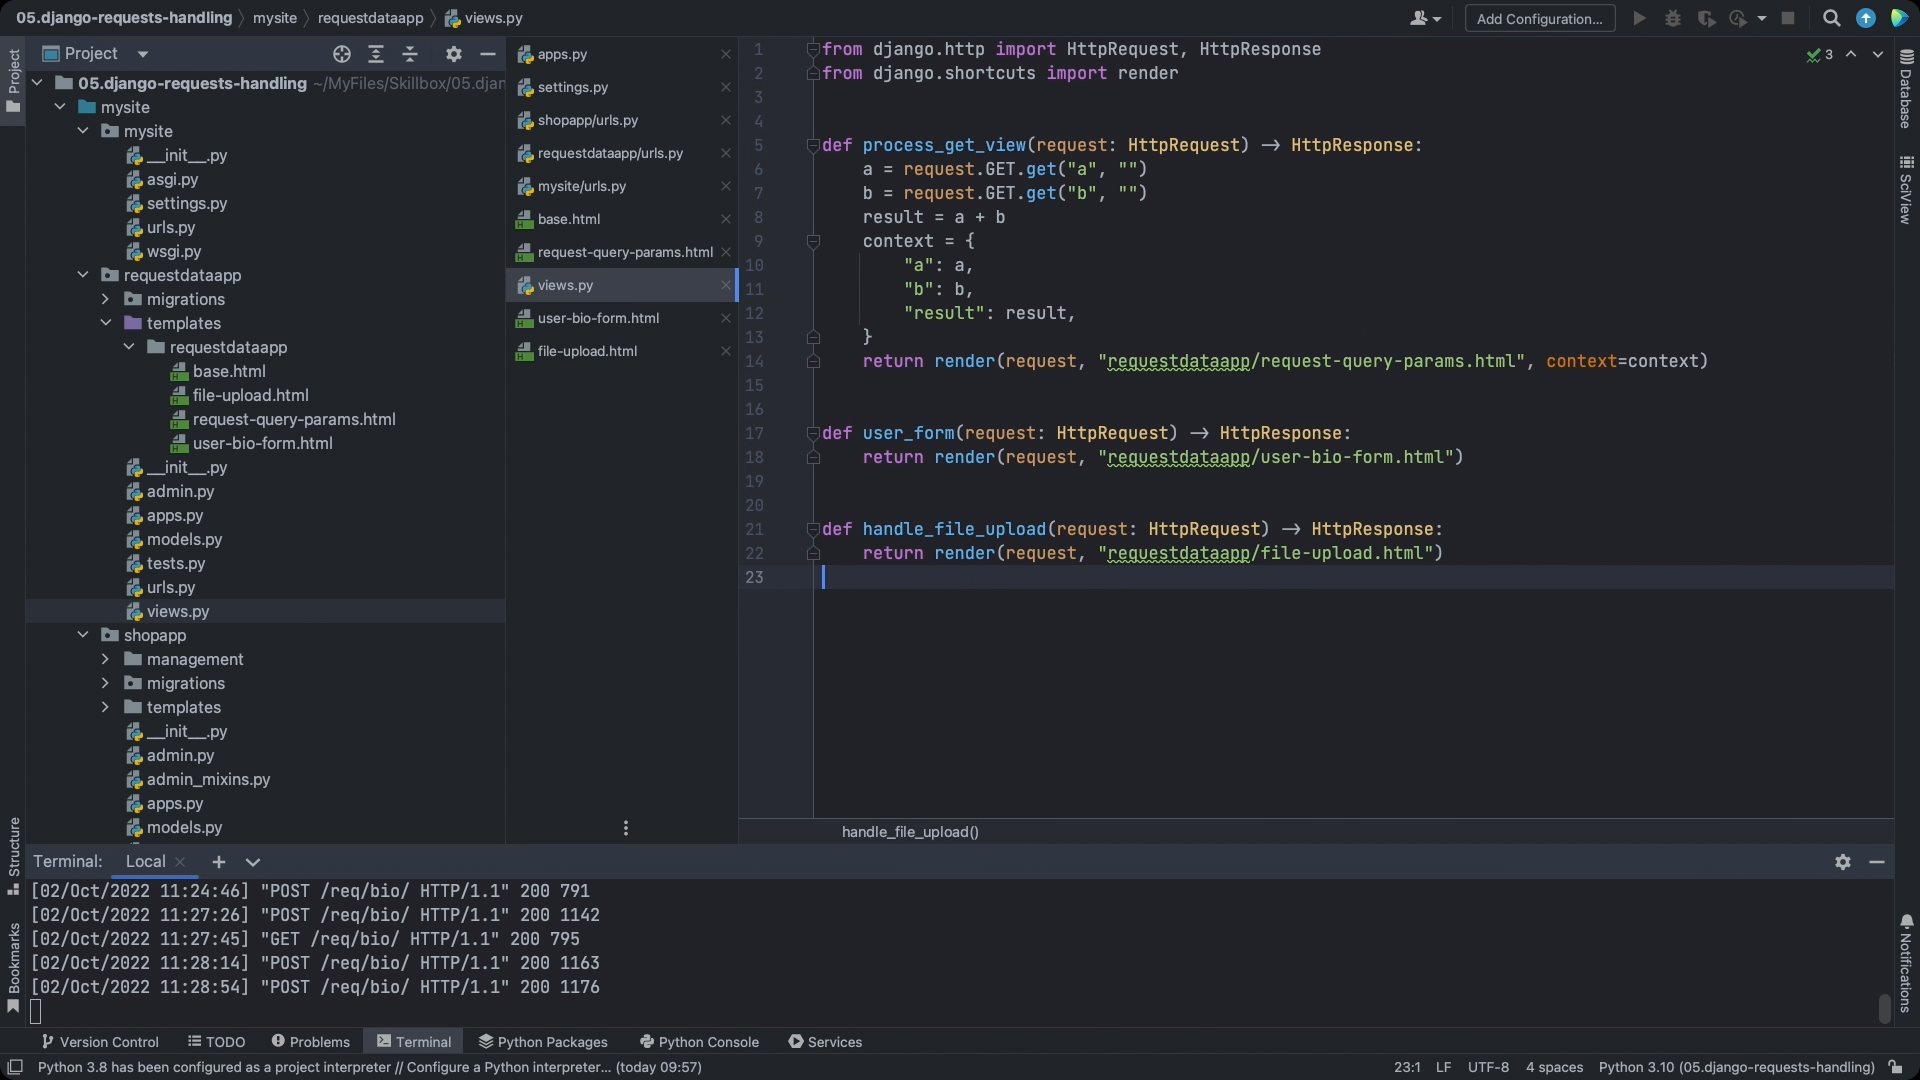 05.django-requests-handling 〉 mysite 〉 requestdataapp 〉 views.py
Add Configuration...
Project
Project
05.django-requests-handling ~/MyFiles/Skillbox/05.djan
mysite
mysite
__init__.py
asgi.py
settings.py
urls.py
wsgi.py
requestdataapp
migrations
templates
requestdataapp
base.html
file-upload.html
request-query-params.html
user-bio-form.html
__init__.py
admin.py
apps.py
models.py
tests.py
urls.py
views.py
shopapp
management
migrations
templates
__init__.py
admin.py
admin_mixins.py
apps.py
models.py
apps.py
settings.py
shopapp/urls.py
requestdataapp/urls.py
mysite/urls.py
base.html
request-query-params.html
views.py
user-bio-form.html
file-upload.html
1 from django.http import HttpRequest, HttpResponse
2 from django.shortcuts import render
3
4
5 def process_get_view(request: HttpRequest) -> HttpResponse:
6     a = request.GET.get("a", "")
7     b = request.GET.get("b", "")
8     result = a + b
9     context = {
10         "a": a,
11         "b": b,
12         "result": result,
13     }
14     return render(request, "requestdataapp/request-query-params.html", context=context)
15
16
17 def user_form(request: HttpRequest) -> HttpResponse:
18     return render(request, "requestdataapp/user-bio-form.html")
19
20
21 def handle_file_upload(request: HttpRequest) -> HttpResponse:
22     return render(request, "requestdataapp/file-upload.html")
23
3
handle_file_upload()
Database
SciView
Notifications
Structure
Bookmarks
Terminal: Local
[02/Oct/2022 11:24:46] "POST /req/bio/ HTTP/1.1" 200 791
[02/Oct/2022 11:27:26] "POST /req/bio/ HTTP/1.1" 200 1142
[02/Oct/2022 11:27:45] "GET /req/bio/ HTTP/1.1" 200 795
[02/Oct/2022 11:28:14] "POST /req/bio/ HTTP/1.1" 200 1163
[02/Oct/2022 11:28:54] "POST /req/bio/ HTTP/1.1" 200 1176
Version Control TODO Problems Terminal Python Packages Python Console Services
Python 3.8 has been configured as a project interpreter // Configure a Python interpreter... (today 09:57) 23:1 LF UTF-8 4 spaces Python 3.10 (05.django-requests-handling)